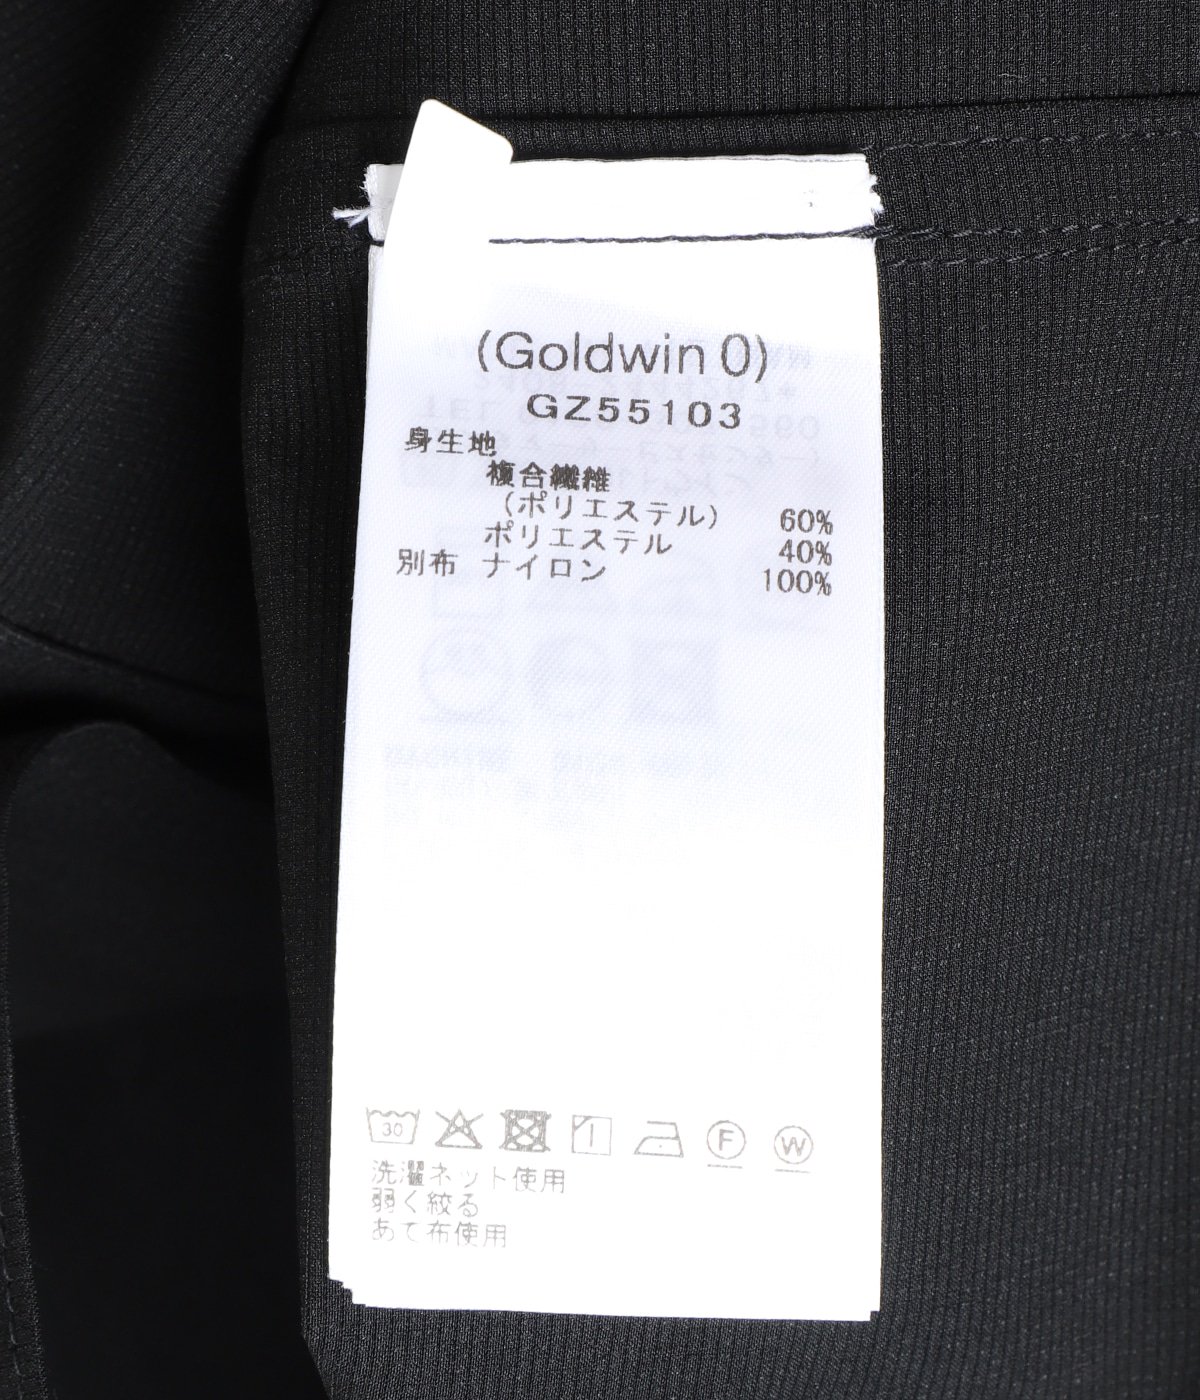 (Goldwin 0)
GZ55103
身生地
複合繊維
(ポリエステル) 60%
ポリエステル 40%
別布 ナイロン 100%
30 F W
洗濯ネット使用
弱く絞る
あて布使用